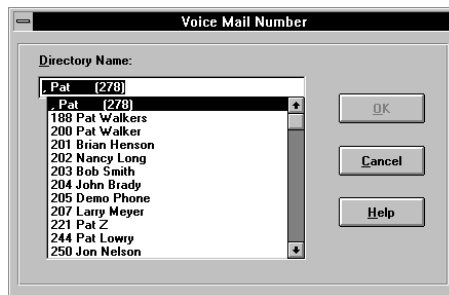 Voice Mail Number
Directory Name:
, Pat (278)
, Pat (278)
188 Pat Walkers
200 Pat Walker
201 Brian Henson
202 Nancy Long
203 Bob Smith
204 John Brady
205 Demo Phone
207 Larry Meyer
221 Pat Z
244 Pat Lowry
250 Jon Nelson
OK
Cancel
Help